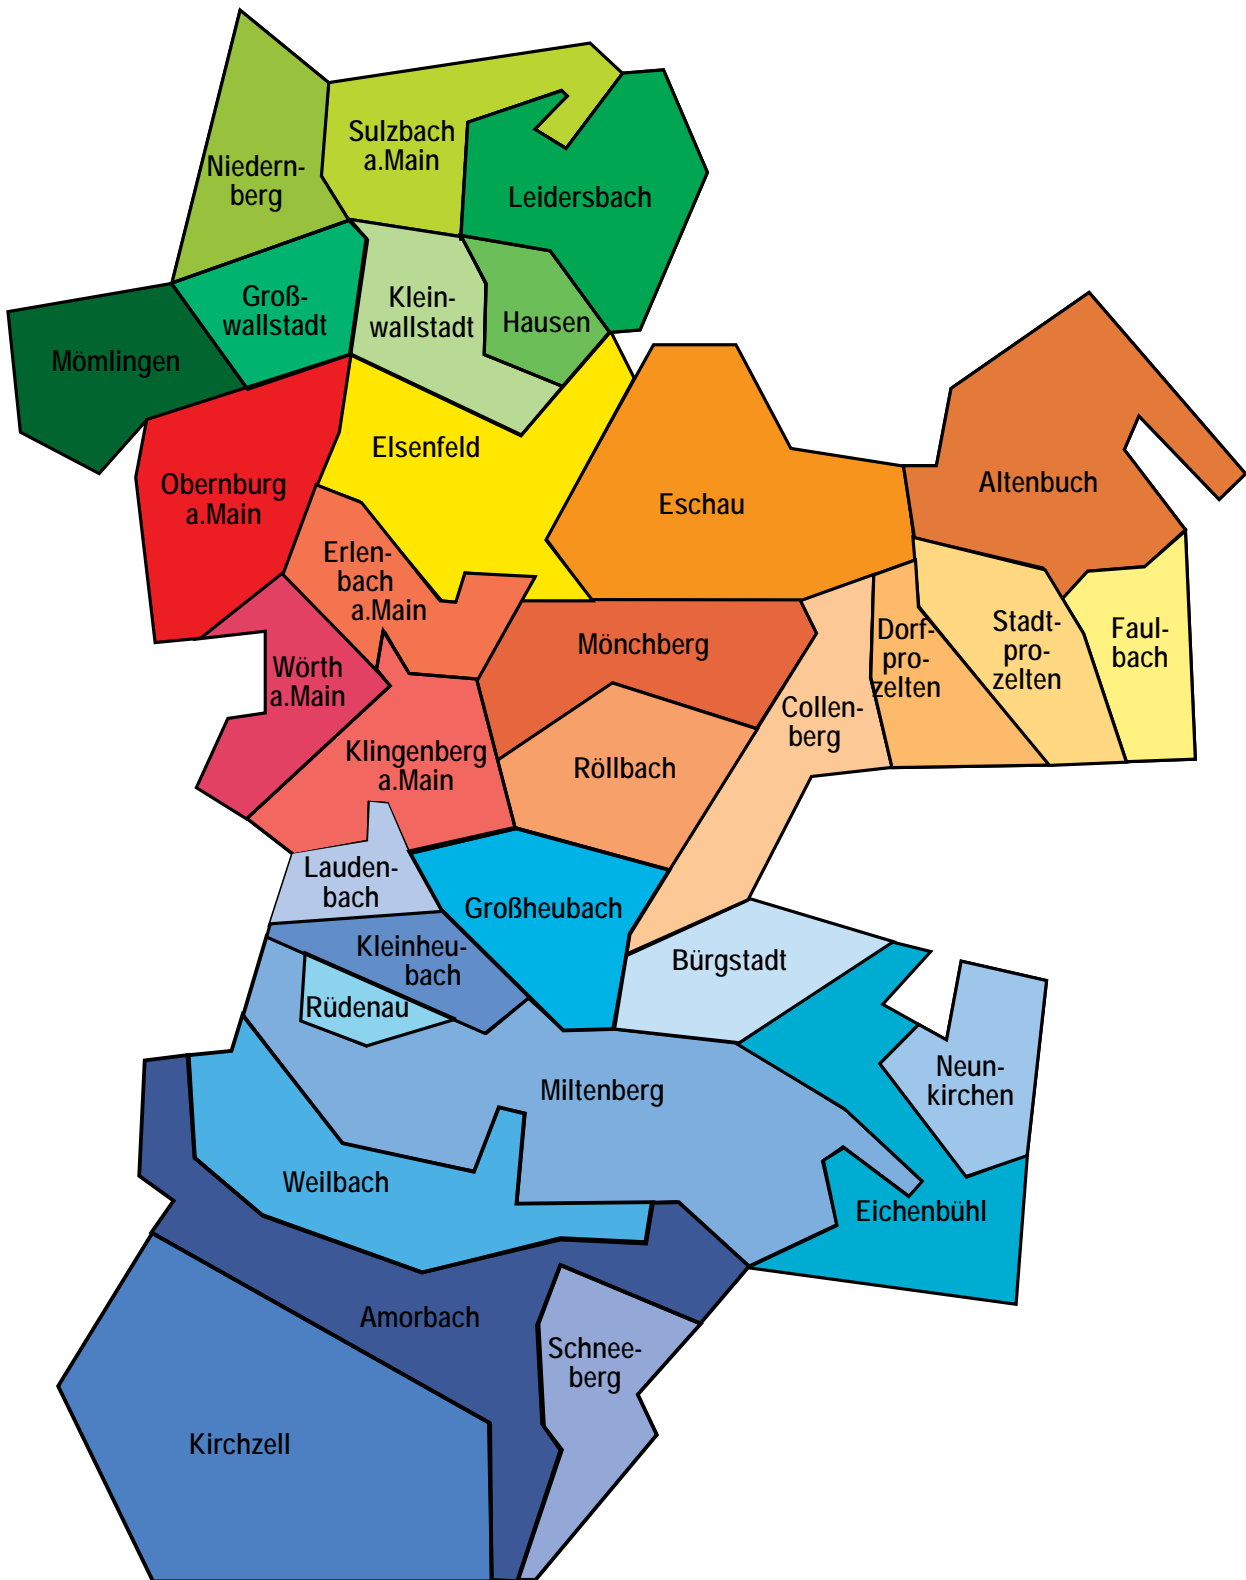 Sulzbach
a.Main
Niedern-
berg
Leidersbach
Groß-
wallstadt
Klein-
wallstadt
Hausen
Mömlingen
Elsenfeld
Obernburg
a.Main
Eschau
Altenbuch
Erlen-
bach
a.Main
Mönchberg
Dorf-
pro-
zelten
Stadt-
pro-
zelten
Faul-
bach
Wörth
a.Main
Collen-
berg
Klingenberg
a.Main
Röllbach
Lauden-
bach
Großheubach
Kleinheu-
bach
Bürgstadt
Rüdenau
Neun-
kirchen
Miltenberg
Weilbach
Eichenbühl
Amorbach
Schnee-
berg
Kirchzell